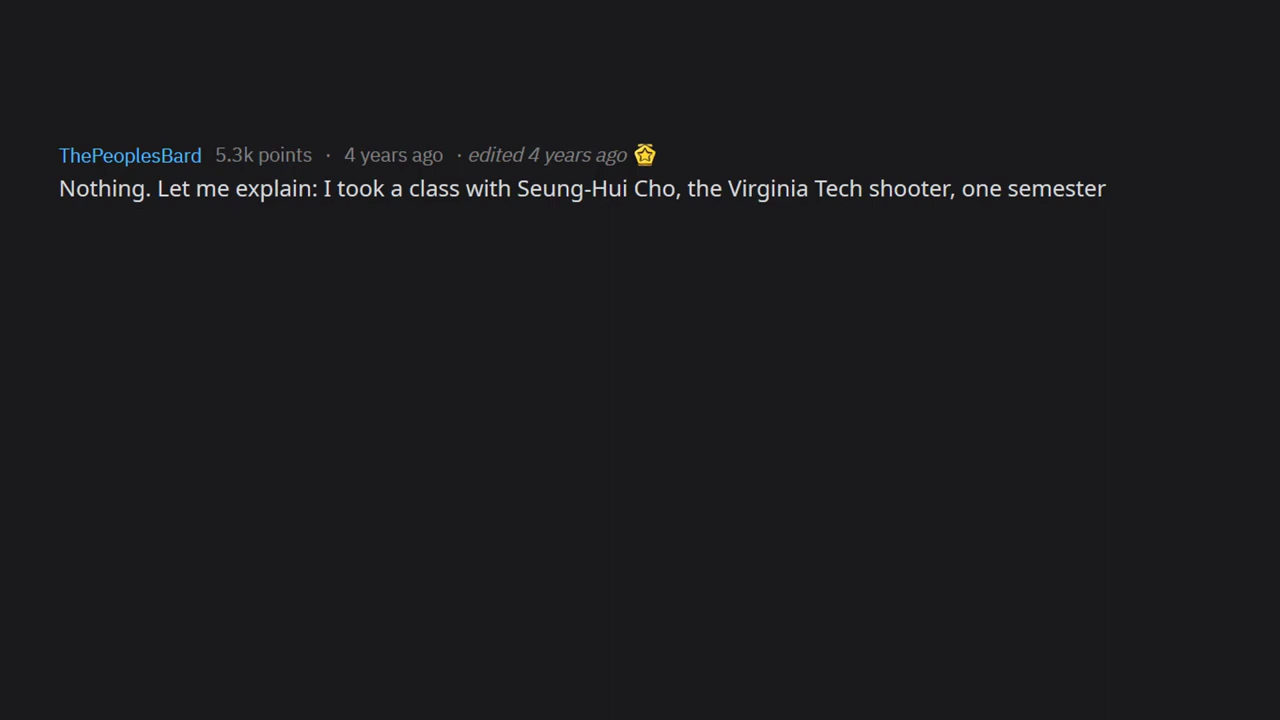 ThePeoplesBard 5.3k points · 4 years ago · edited 4 years ago
Nothing. Let me explain: I took a class with Seung-Hui Cho, the Virginia Tech shooter, one semester